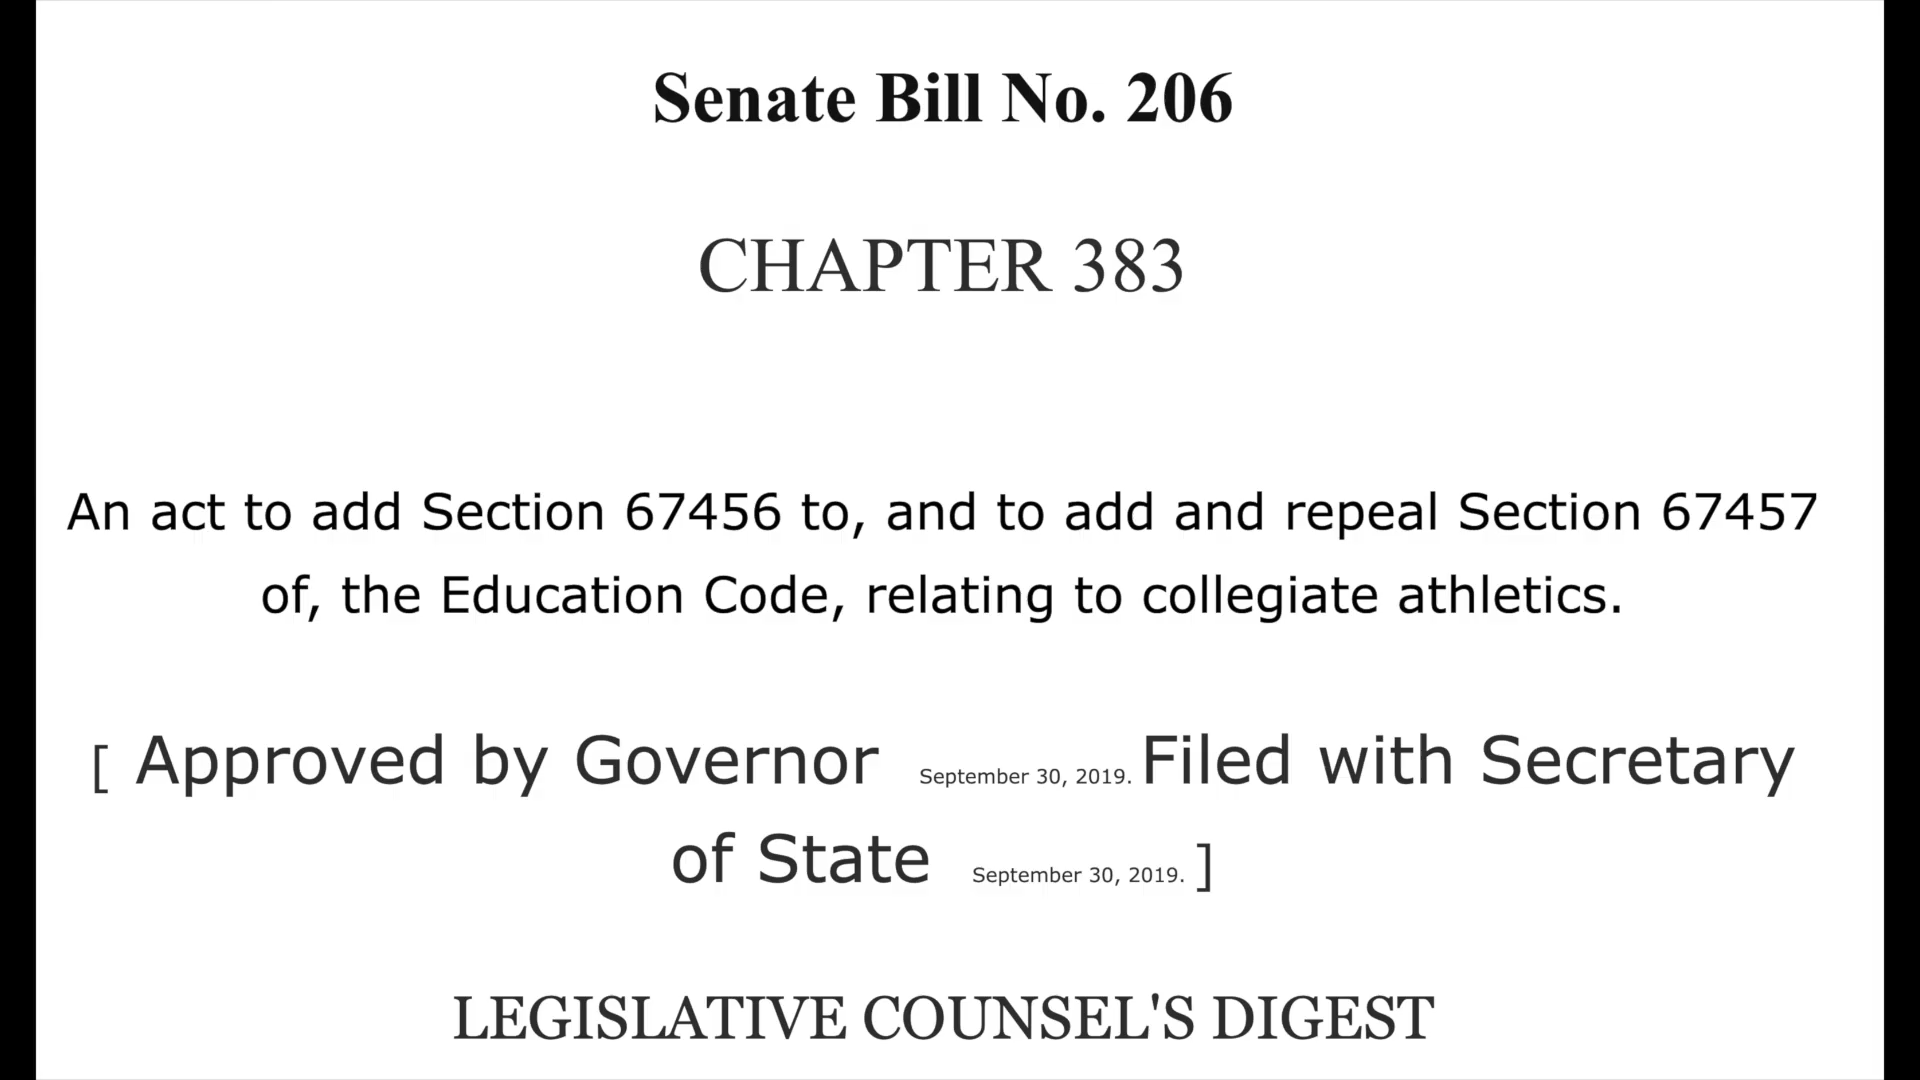 Senate Bill No. 206
CHAPTER 383
An act to add Section 67456 to, and to add and repeal Section 67457
of, the Education Code, relating to collegiate athletics.
[ Approved by Governor September 30, 2019. Filed with Secretary
of State September 30, 2019. ]
LEGISLATIVE COUNSEL'S DIGEST